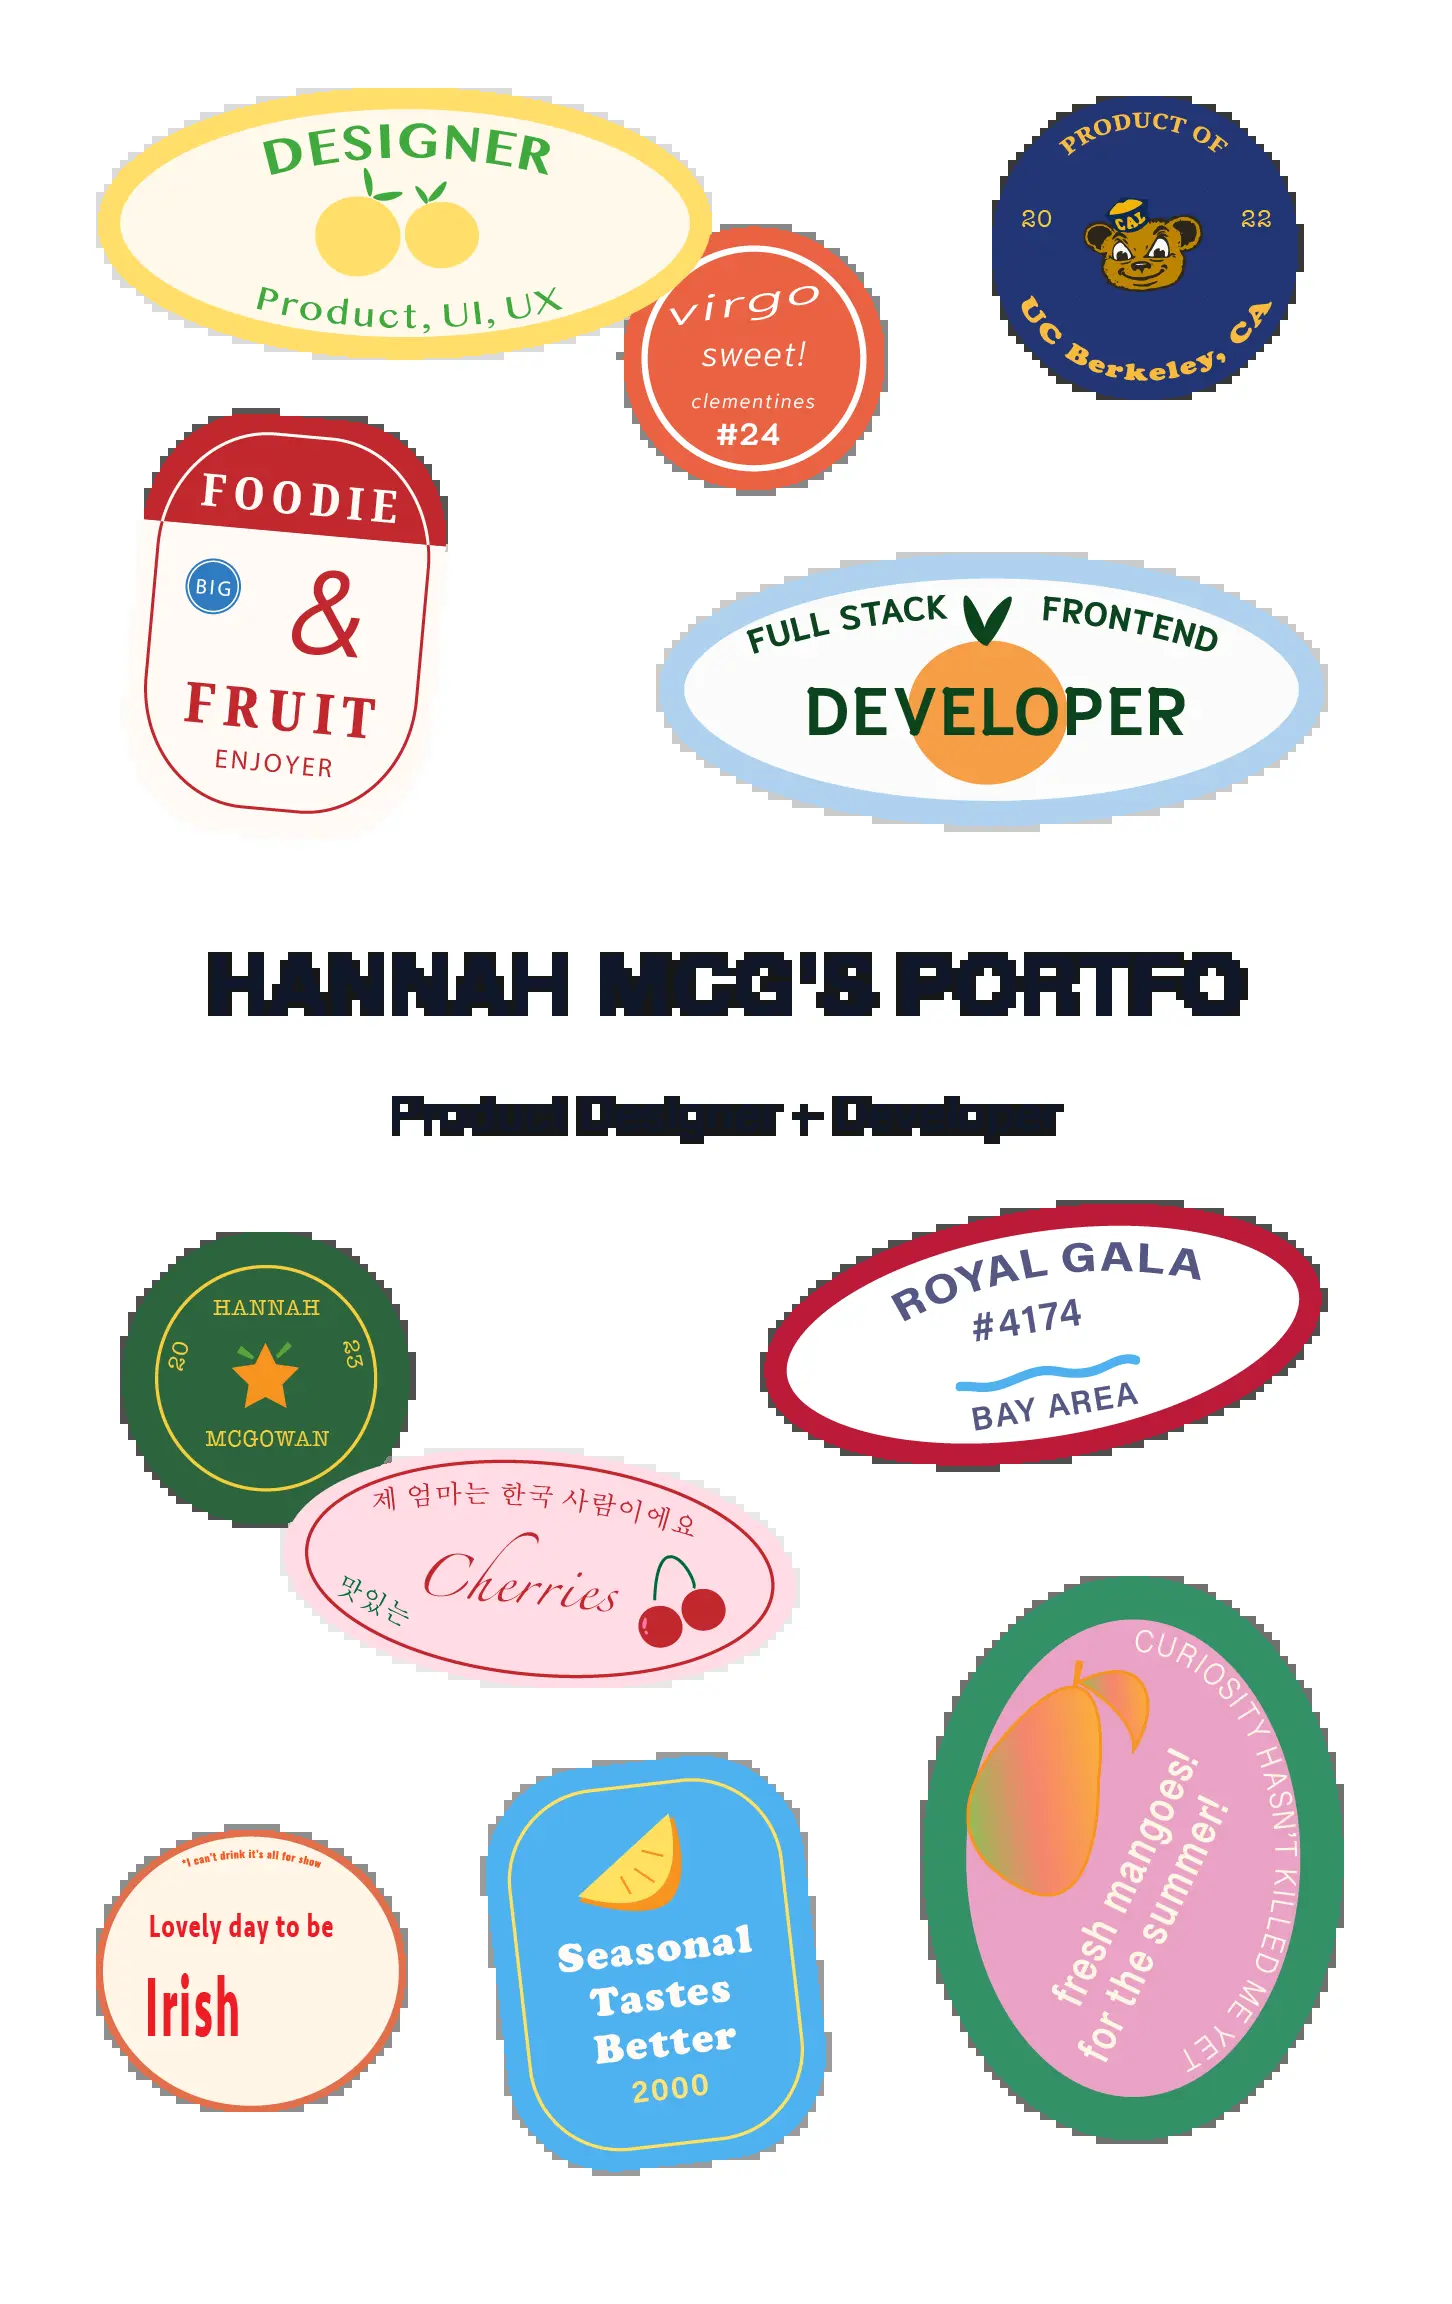 DESIGNER
Product, UI, UX
virgo
sweet!
clementines
#24
PRODUCT OF
20 22
CAL
UC Berkeley, CA
FOODIE
BIG
&
FRUIT
ENJOYER
FULL STACK FRONTEND
DEVELOPER
HANNAH MCG'S PORTFO
Product Designer + Developer
HANNAH
20 23
MCGOWAN
ROYAL GALA
#4174
BAY AREA
제 엄마는 한국 사람이에요
Cherries
맛있는
CURIOSITY HASN'T KILLED ME YET
fresh mangoes!
for the summer!
*I can't drink it's all for show
Lovely day to be
Irish
Seasonal
Tastes
Better
2000